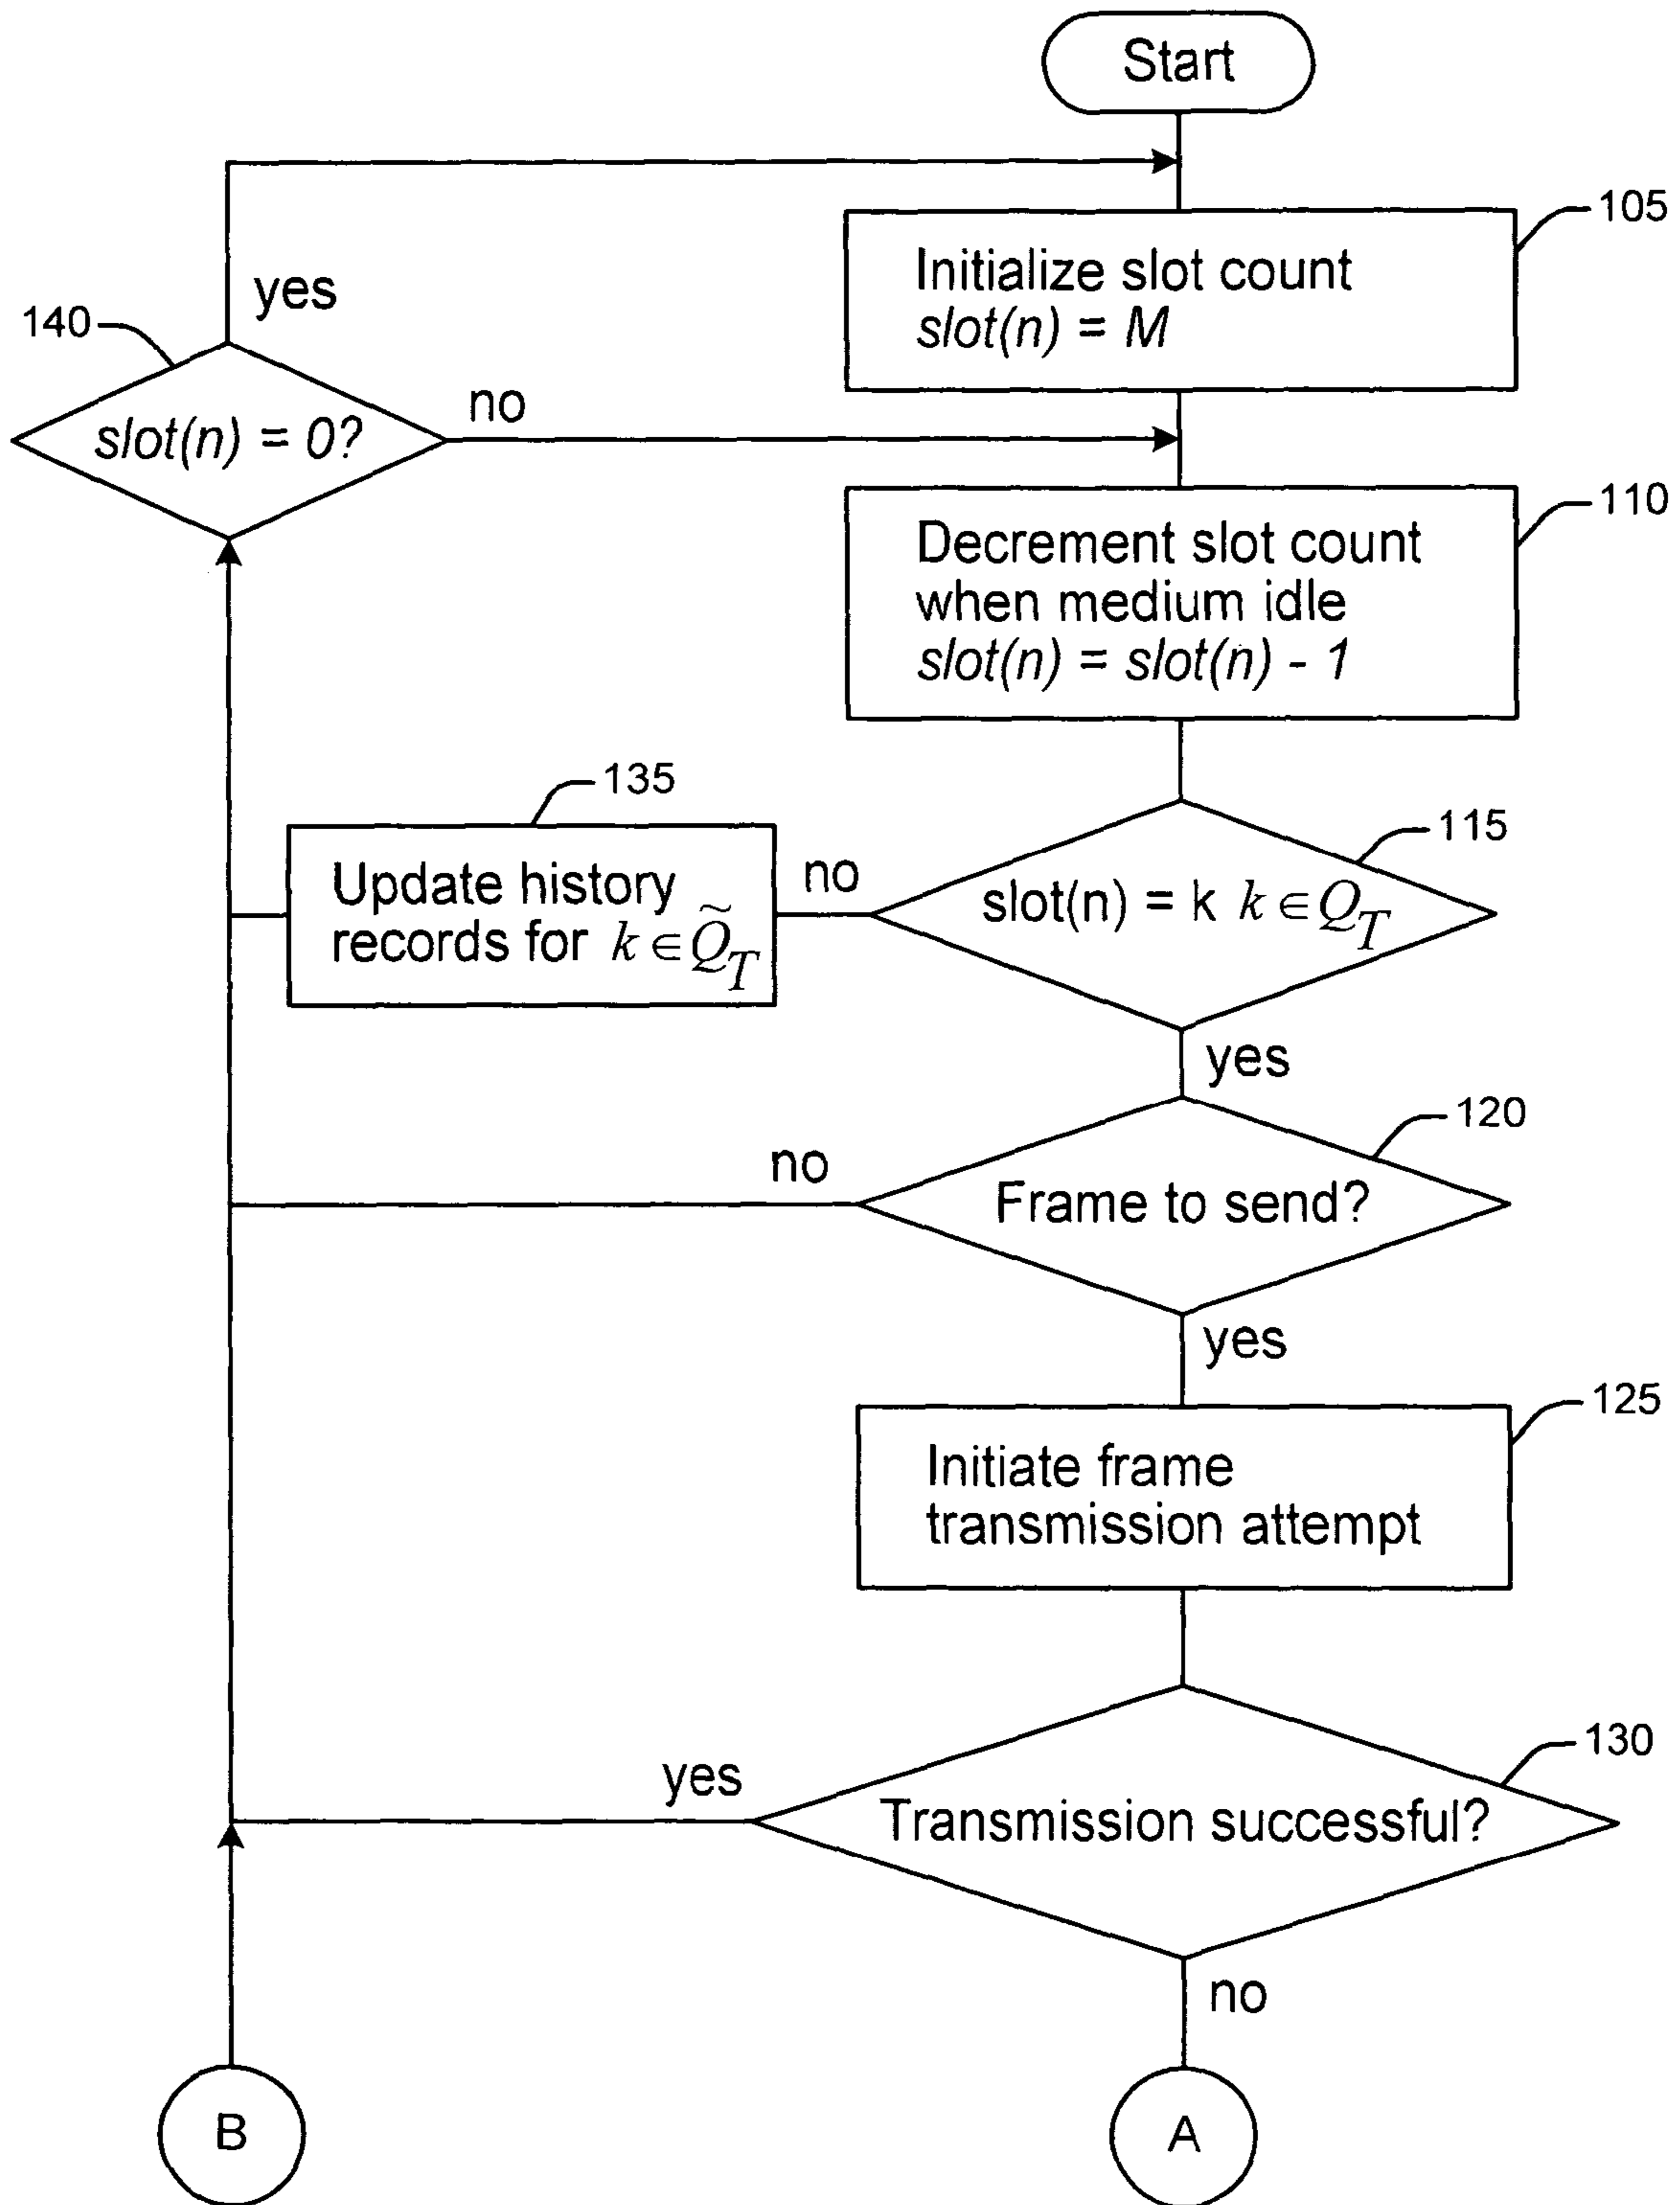 Start
105
Initialize slot count
slot(n) = M
yes
140
slot(n) = 0?
no
110
Decrement slot count
when medium idle
slot(n) = slot(n) - 1
135
Update history
records for k ∈ Q̃_T
no
115
slot(n) = k k ∈ Q_T
yes
120
no
Frame to send?
yes
125
Initiate frame
transmission attempt
130
yes
Transmission successful?
no
B
A